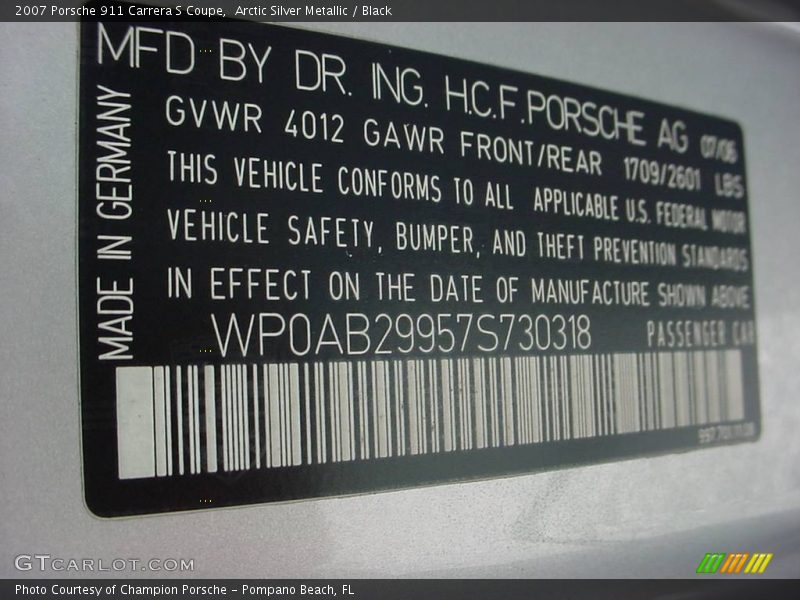 2007 Porsche 911 Carrera S Coupe,  Arctic Silver Metallic / Black
MFD BY DR. ING. H.C.F. PORSCHE AG 07/06
GVWR 4012 GAWR FRONT/REAR 1709/2601 LBS
THIS VEHICLE CONFORMS TO ALL APPLICABLE U.S. FEDERAL MOTOR
VEHICLE SAFETY, BUMPER, AND THEFT PREVENTION STANDARDS
IN EFFECT ON THE DATE OF MANUFACTURE SHOWN ABOVE
WP0AB29957S730318 PASSENGER CAR
MADE IN GERMANY
GTCARLOT.COM
Photo Courtesy of Champion Porsche - Pompano Beach, FL